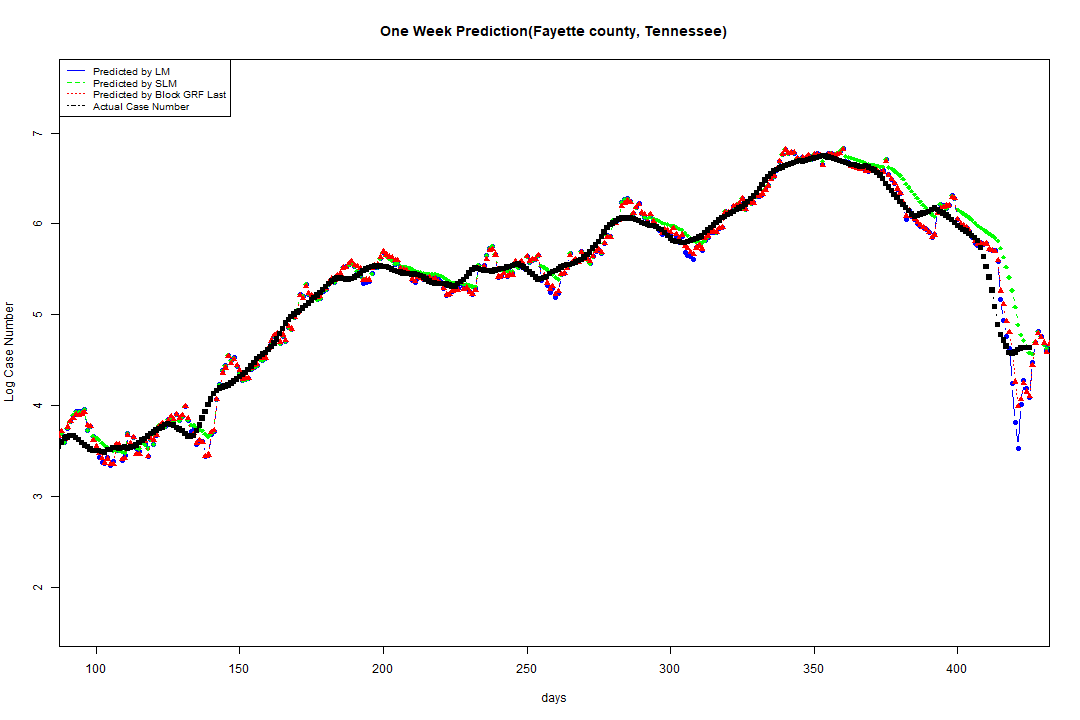 One Week Prediction(Fayette county, Tennessee)
Predicted by LM
Predicted by SLM
Predicted by Block GRF Last
Actual Case Number
7
6
5
4
3
2
Log Case Number
100 150 200 250 300 350 400
days